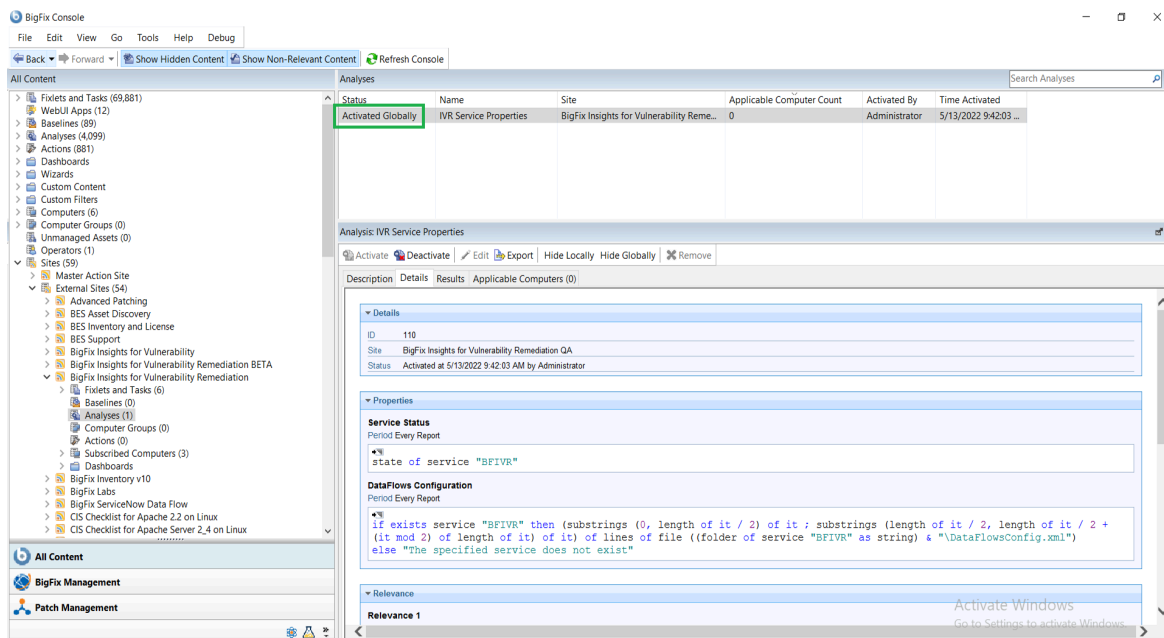 BigFix Console
File Edit View Go Tools Help Debug
Back Forward Show Hidden Content Show Non-Relevant Content Refresh Console
All Content
Fixlets and Tasks (69,881)
WebUI Apps (12)
Baselines (89)
Analyses (4,099)
Actions (881)
Dashboards
Wizards
Custom Content
Custom Filters
Computers (6)
Computer Groups (0)
Unmanaged Assets (0)
Operators (1)
Sites (59)
Master Action Site
External Sites (54)
Advanced Patching
BES Asset Discovery
BES Inventory and License
BES Support
BigFix Insights for Vulnerability
BigFix Insights for Vulnerability Remediation BETA
BigFix Insights for Vulnerability Remediation
Fixlets and Tasks (6)
Baselines (0)
Analyses (1)
Computer Groups (0)
Actions (0)
Subscribed Computers (3)
Dashboards
BigFix Inventory v10
BigFix Labs
BigFix ServiceNow Data Flow
CIS Checklist for Apache 2.2 on Linux
CIS Checklist for Apache Server 2_4 on Linux
All Content
BigFix Management
Patch Management
Analyses
Search Analyses
Status Name Site Applicable Computer Count Activated By Time Activated
Activated Globally IVR Service Properties BigFix Insights for Vulnerability Reme... 0 Administrator 5/13/2022 9:42:03 ...
Analysis: IVR Service Properties
Activate Deactivate Edit Export Hide Locally Hide Globally Remove
Description Details Results Applicable Computers (0)
Details
ID 110
Site BigFix Insights for Vulnerability Remediation QA
Status Activated at 5/13/2022 9:42:03 AM by Administrator
Properties
Service Status
Period Every Report
state of service "BFIVR"
DataFlows Configuration
Period Every Report
if exists service "BFIVR" then (substrings (0, length of it / 2) of it ; substrings (length of it / 2, length of it / 2 +
(it mod 2) of length of it) of it) of lines of file ((folder of service "BFIVR" as string) & "\DataFlowsConfig.xml")
else "The specified service does not exist"
Relevance
Relevance 1
Activate Windows
Go to Settings to activate Windows.